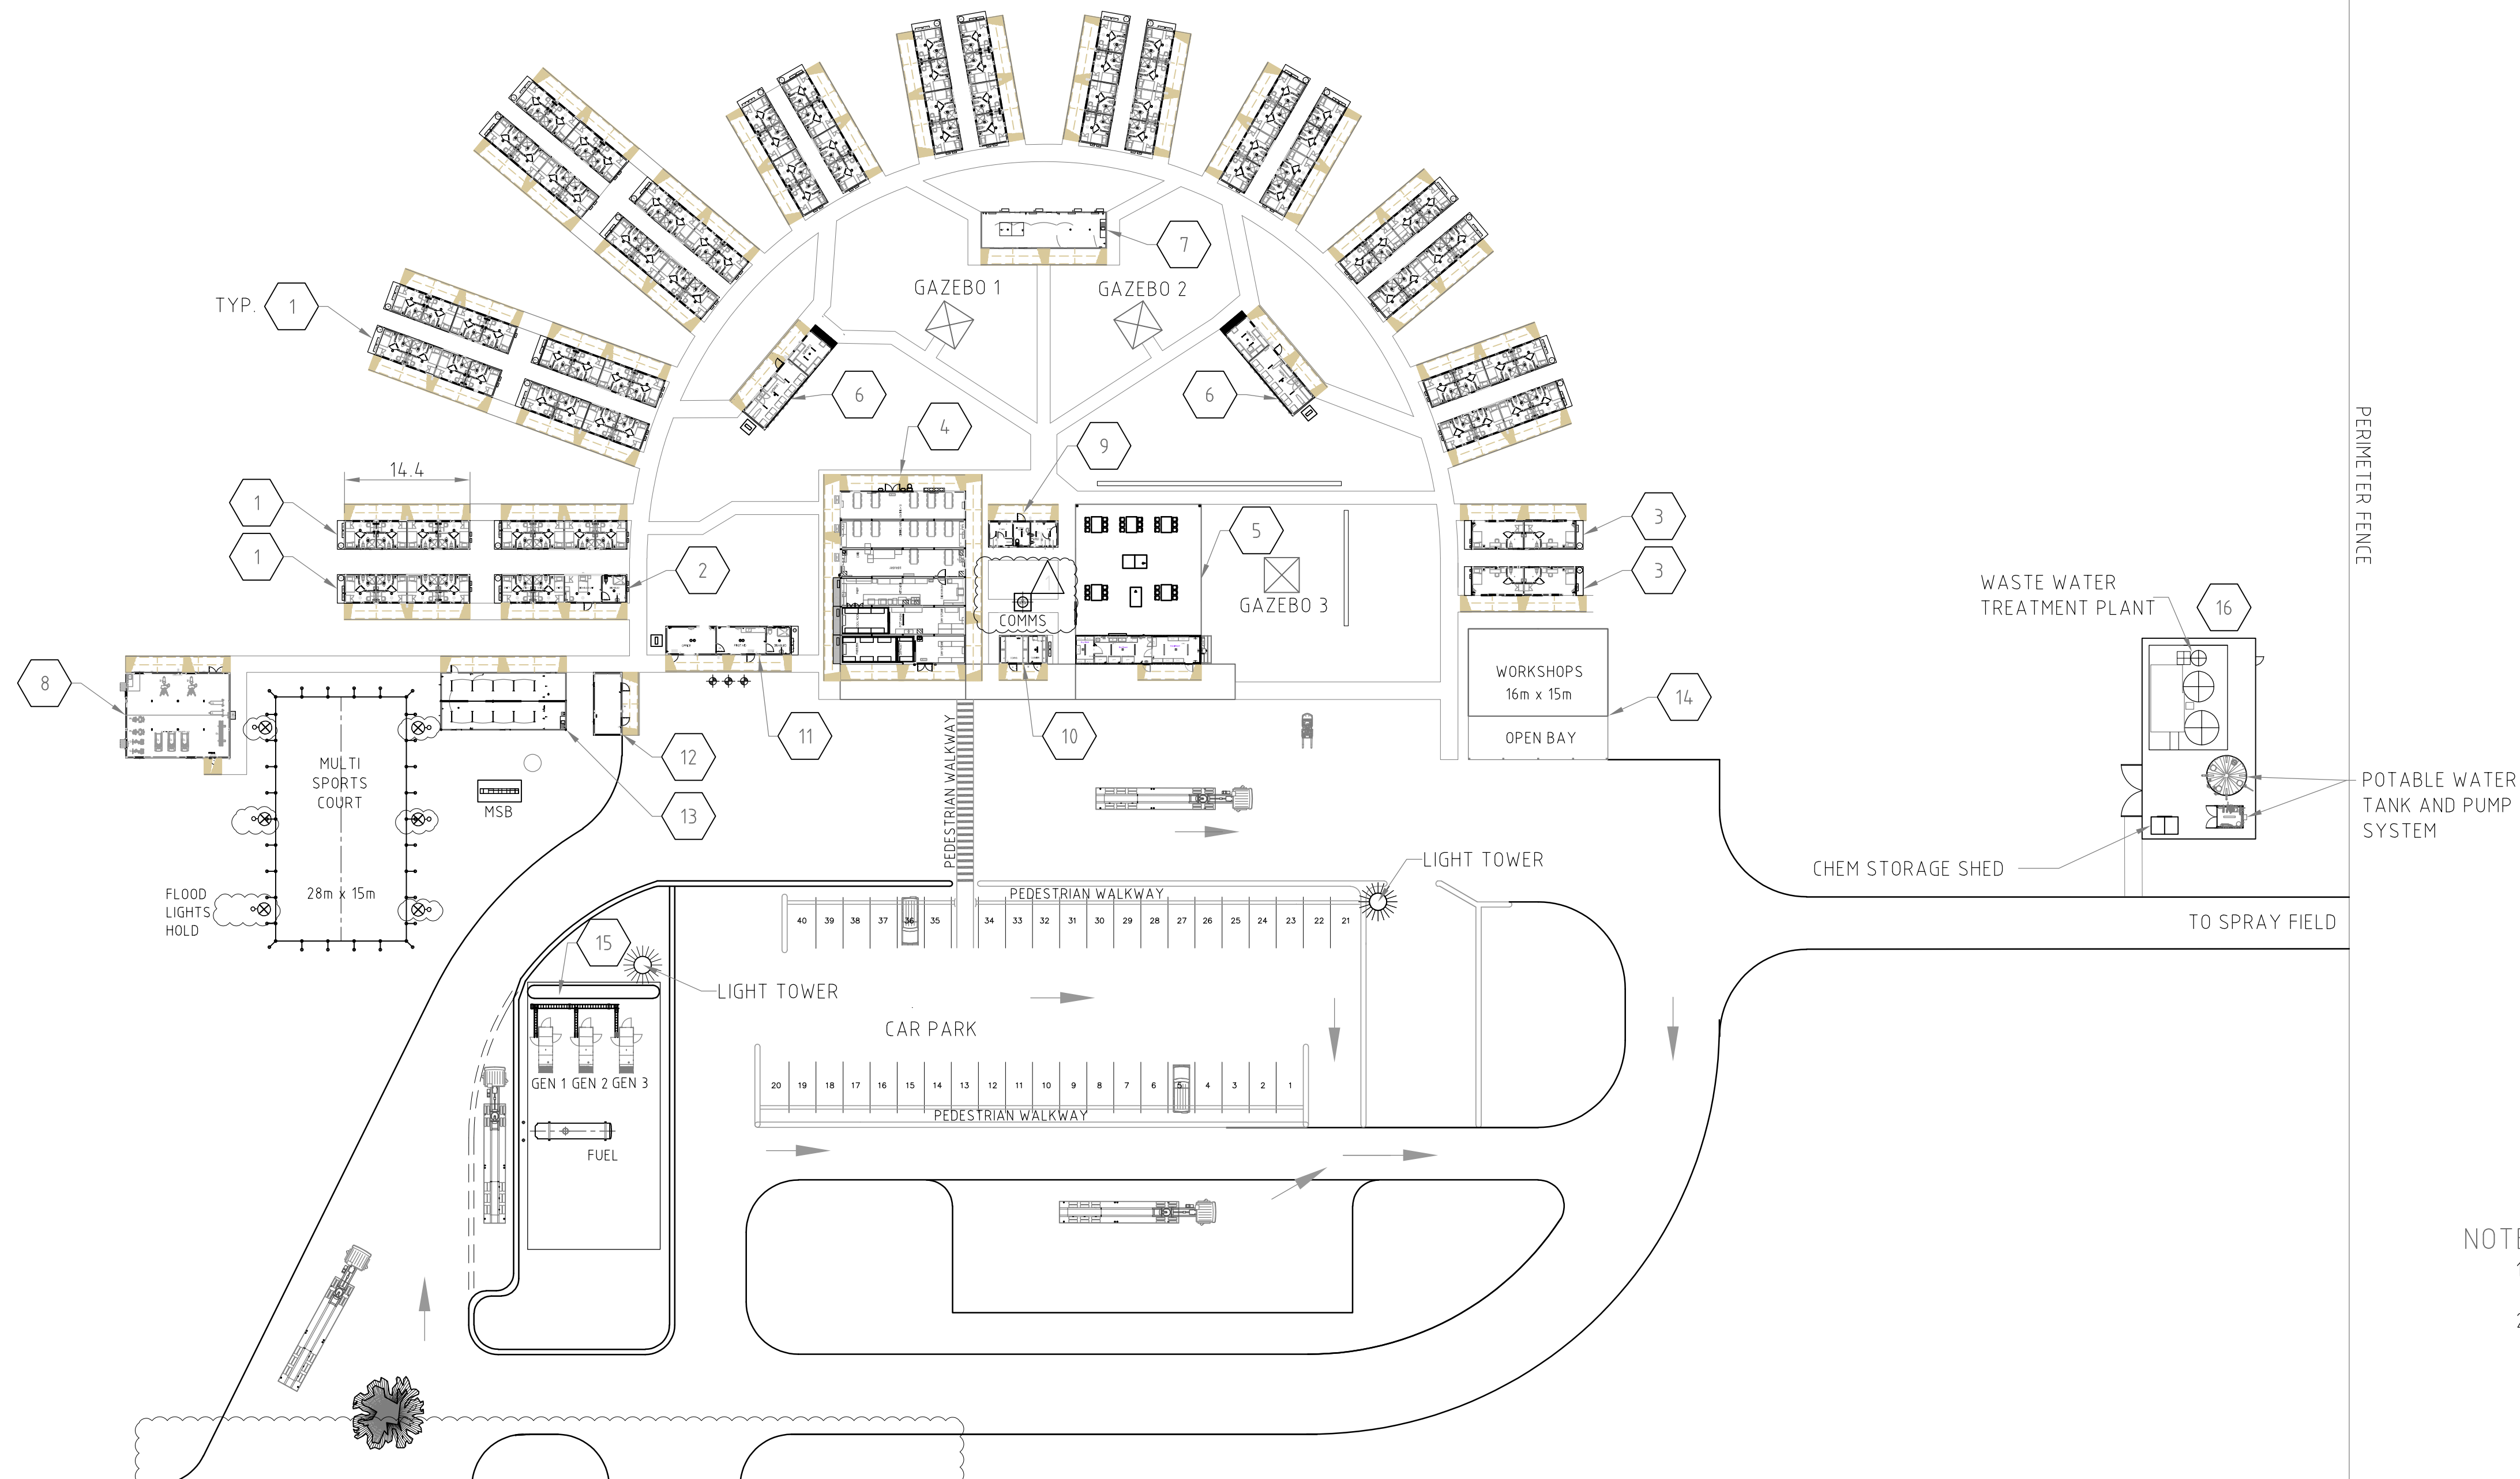 7
GAZEBO 1
GAZEBO 2
TYP.
1
6
6
4
9
14.4
1
1
2
5
3
3
GAZEBO 3
1
COMMS
PERIMETER FENCE
WASTE WATER
TREATMENT PLANT
16
8
11
10
12
13
WORKSHOPS
16m x 15m
14
OPEN BAY
MULTI
SPORTS
COURT
28m x 15m
MSB
FLOOD
LIGHTS
HOLD
PEDESTRIAN WALKWAY
POTABLE WATER
TANK AND PUMP
SYSTEM
CHEM STORAGE SHED
LIGHT TOWER
TO SPRAY FIELD
PEDESTRIAN WALKWAY
40 39 38 37 36 35 34 33 32 31 30 29 28 27 26 25 24 23 22 21
15
LIGHT TOWER
CAR PARK
GEN 1 GEN 2 GEN 3
20 19 18 17 16 15 14 13 12 11 10 9 8 7 6 5 4 3 2 1
PEDESTRIAN WALKWAY
FUEL
NOTE
1
2